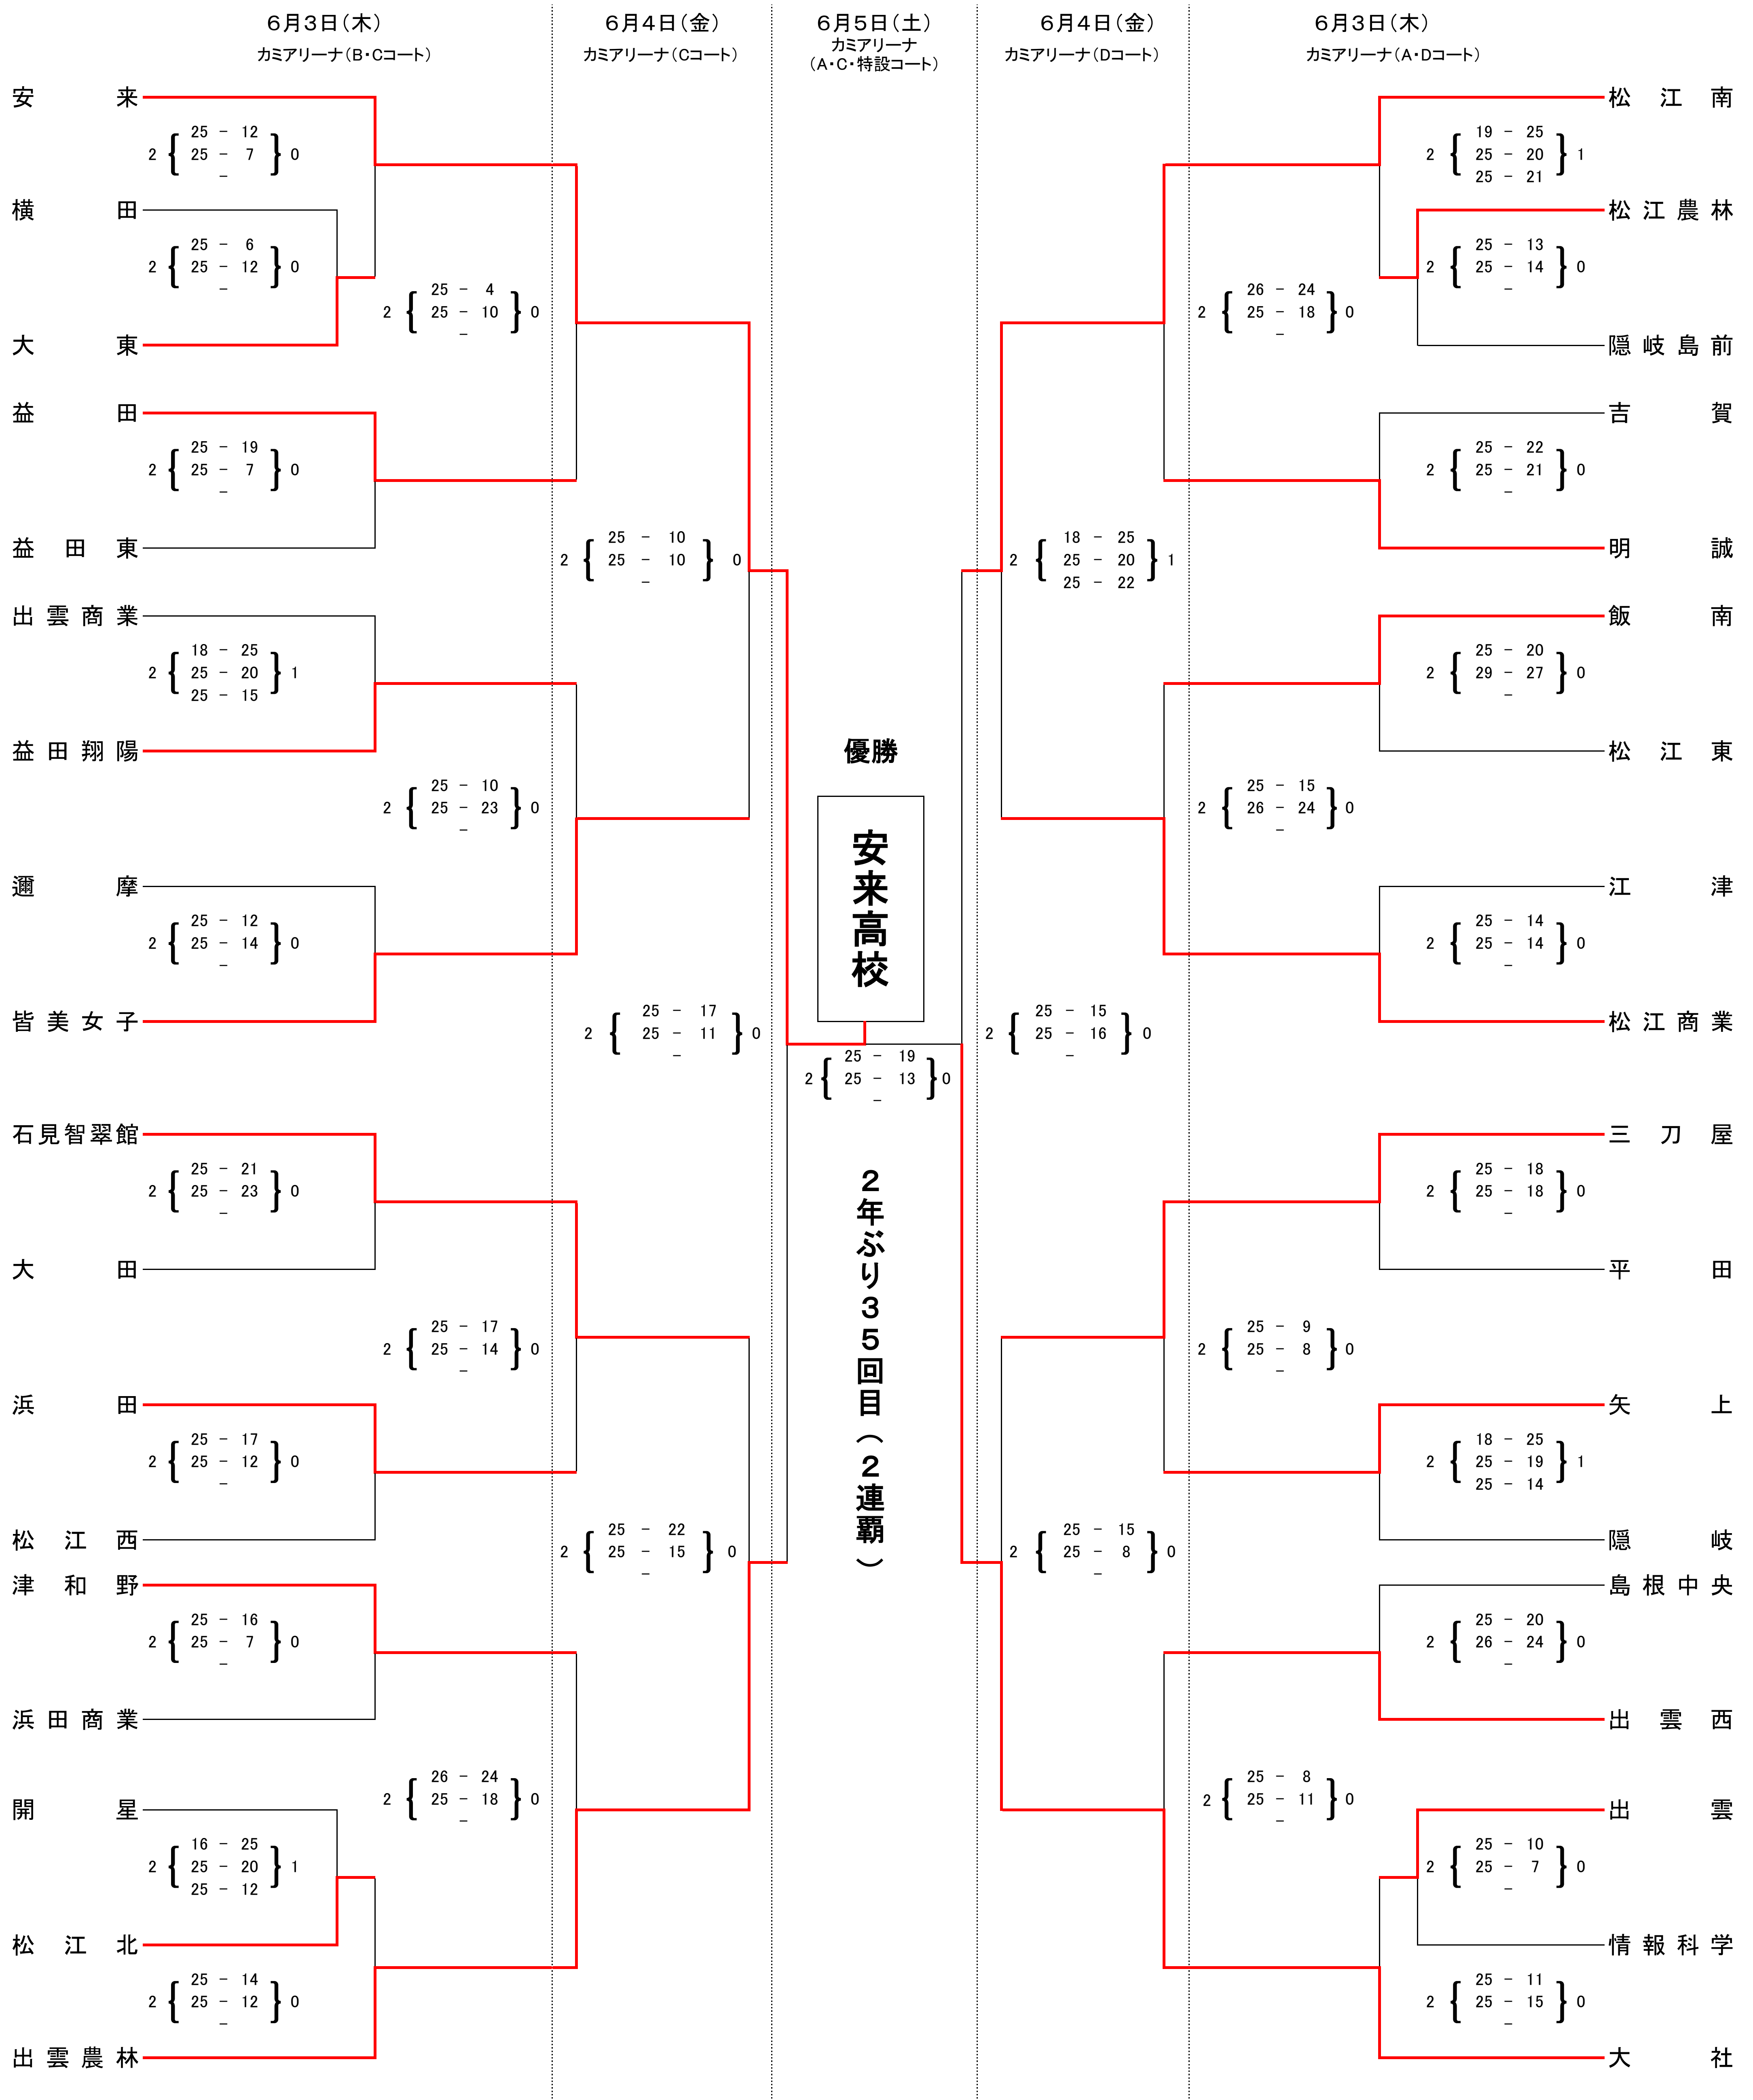 6月3日(木)
カミアリーナ(B・Cコート)
6月4日(金)
カミアリーナ(Cコート)
6月5日(土)
カミアリーナ
(A・C・特設コート)
6月4日(金)
カミアリーナ(Dコート)
6月3日(木)
カミアリーナ(A・Dコート)
安来
25 - 12
2 { 25 - 7 } 0
-
横田
25 - 6
2 { 25 - 12 } 0
-
大東
益田
25 - 19
2 { 25 - 7 } 0
-
益田東
出雲商業
18 - 25
2 { 25 - 20 } 1
25 - 15
益田翔陽
邇摩
25 - 12
2 { 25 - 14 } 0
-
皆美女子
石見智翠館
25 - 21
2 { 25 - 23 } 0
-
大田
浜田
25 - 17
2 { 25 - 12 } 0
-
松江西
津和野
25 - 16
2 { 25 - 7 } 0
-
浜田商業
開星
16 - 25
2 { 25 - 20 } 1
25 - 12
松江北
25 - 14
2 { 25 - 12 } 0
-
出雲農林
25 - 4
2 { 25 - 10 } 0
-
25 - 10
2 { 25 - 23 } 0
-
25 - 17
2 { 25 - 14 } 0
-
26 - 24
2 { 25 - 18 } 0
-
25 - 10
2 { 25 - 10 } 0
-
25 - 17
2 { 25 - 11 } 0
-
25 - 22
2 { 25 - 15 } 0
-
優勝
安来高校
25 - 19
2 { 25 - 13 } 0
-
2年ぶり35回目(2連覇)
18 - 25
2 { 25 - 20 } 1
25 - 22
25 - 15
2 { 25 - 16 } 0
-
25 - 15
2 { 25 - 8 } 0
-
26 - 24
2 { 25 - 18 } 0
-
25 - 15
2 { 26 - 24 } 0
-
25 - 9
2 { 25 - 8 } 0
-
25 - 8
2 { 25 - 11 } 0
-
松江南
19 - 25
2 { 25 - 20 } 1
25 - 21
松江農林
25 - 13
2 { 25 - 14 } 0
-
隠岐島前
吉賀
25 - 22
2 { 25 - 21 } 0
-
明誠
飯南
25 - 20
2 { 29 - 27 } 0
-
松江東
江津
25 - 14
2 { 25 - 14 } 0
-
松江商業
三刀屋
25 - 18
2 { 25 - 18 } 0
-
平田
矢上
18 - 25
2 { 25 - 19 } 1
25 - 14
隠岐
島根中央
25 - 20
2 { 26 - 24 } 0
-
出雲西
出雲
25 - 10
2 { 25 - 7 } 0
-
情報科学
25 - 11
2 { 25 - 15 } 0
-
大社